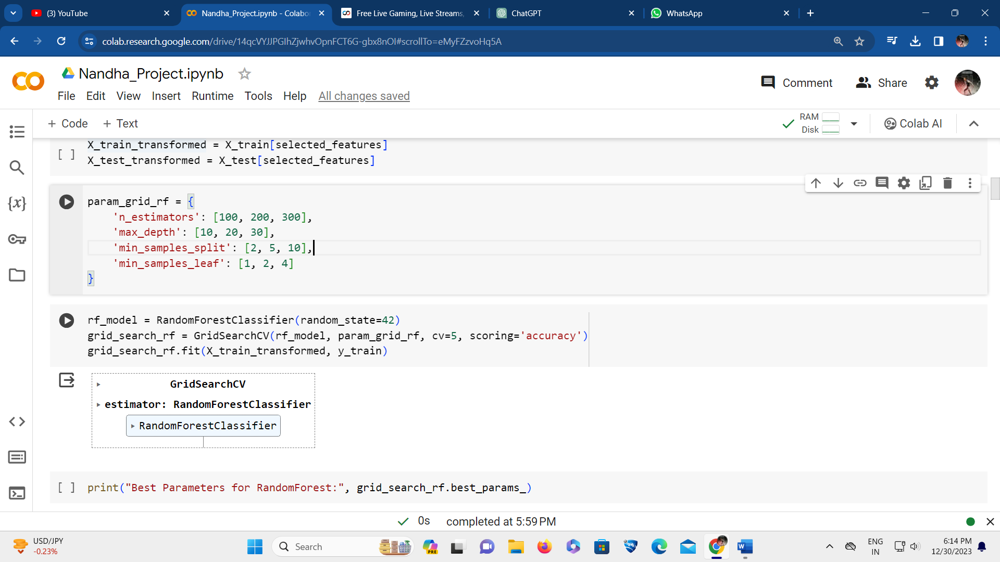 (3) YouTube
Nandha_Project.ipynb - Colabo
Free Live Gaming, Live Streams,
ChatGPT
WhatsApp
colab.research.google.com/drive/14qcVYJJPGIhZjwhvOpnFCT6G-gbx8nOI#scrollTo=eMyFZzvoHq5A
Nandha_Project.ipynb
Comment
Share
File Edit View Insert Runtime Tools Help All changes saved
+ Code + Text
RAM
Disk
Colab AI
X_train_transformed = X_train[selected_features]
[ ]
X_test_transformed = X_test[selected_features]
{x}
param_grid_rf = {
'n_estimators': [100, 200, 300],
'max_depth': [10, 20, 30],
'min_samples_split': [2, 5, 10],
'min_samples_leaf': [1, 2, 4]
}
rf_model = RandomForestClassifier(random_state=42)
grid_search_rf = GridSearchCV(rf_model, param_grid_rf, cv=5, scoring='accuracy')
grid_search_rf.fit(X_train_transformed, y_train)
GridSearchCV
estimator: RandomForestClassifier
RandomForestClassifier
[ ] print("Best Parameters for RandomForest:", grid_search_rf.best_params_)
0s completed at 5:59 PM
USD/JPY
-0.23%
Search
PRE
ENG
IN
6:14 PM
12/30/2023